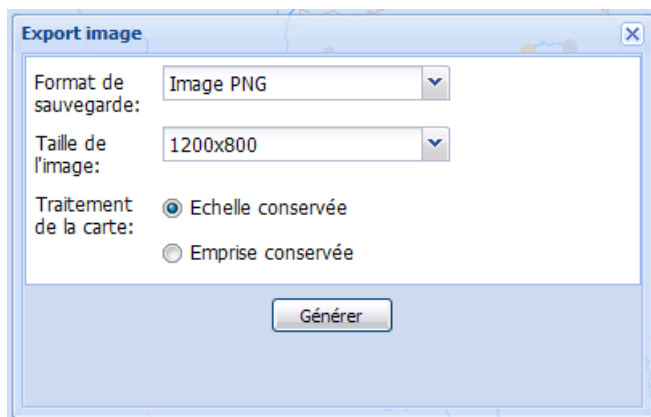 Export image
Format de
sauvegarde:
Image PNG
Taille de
l'image:
1200x800
Traitement
de la carte:
Echelle conservée
Emprise conservée
Générer